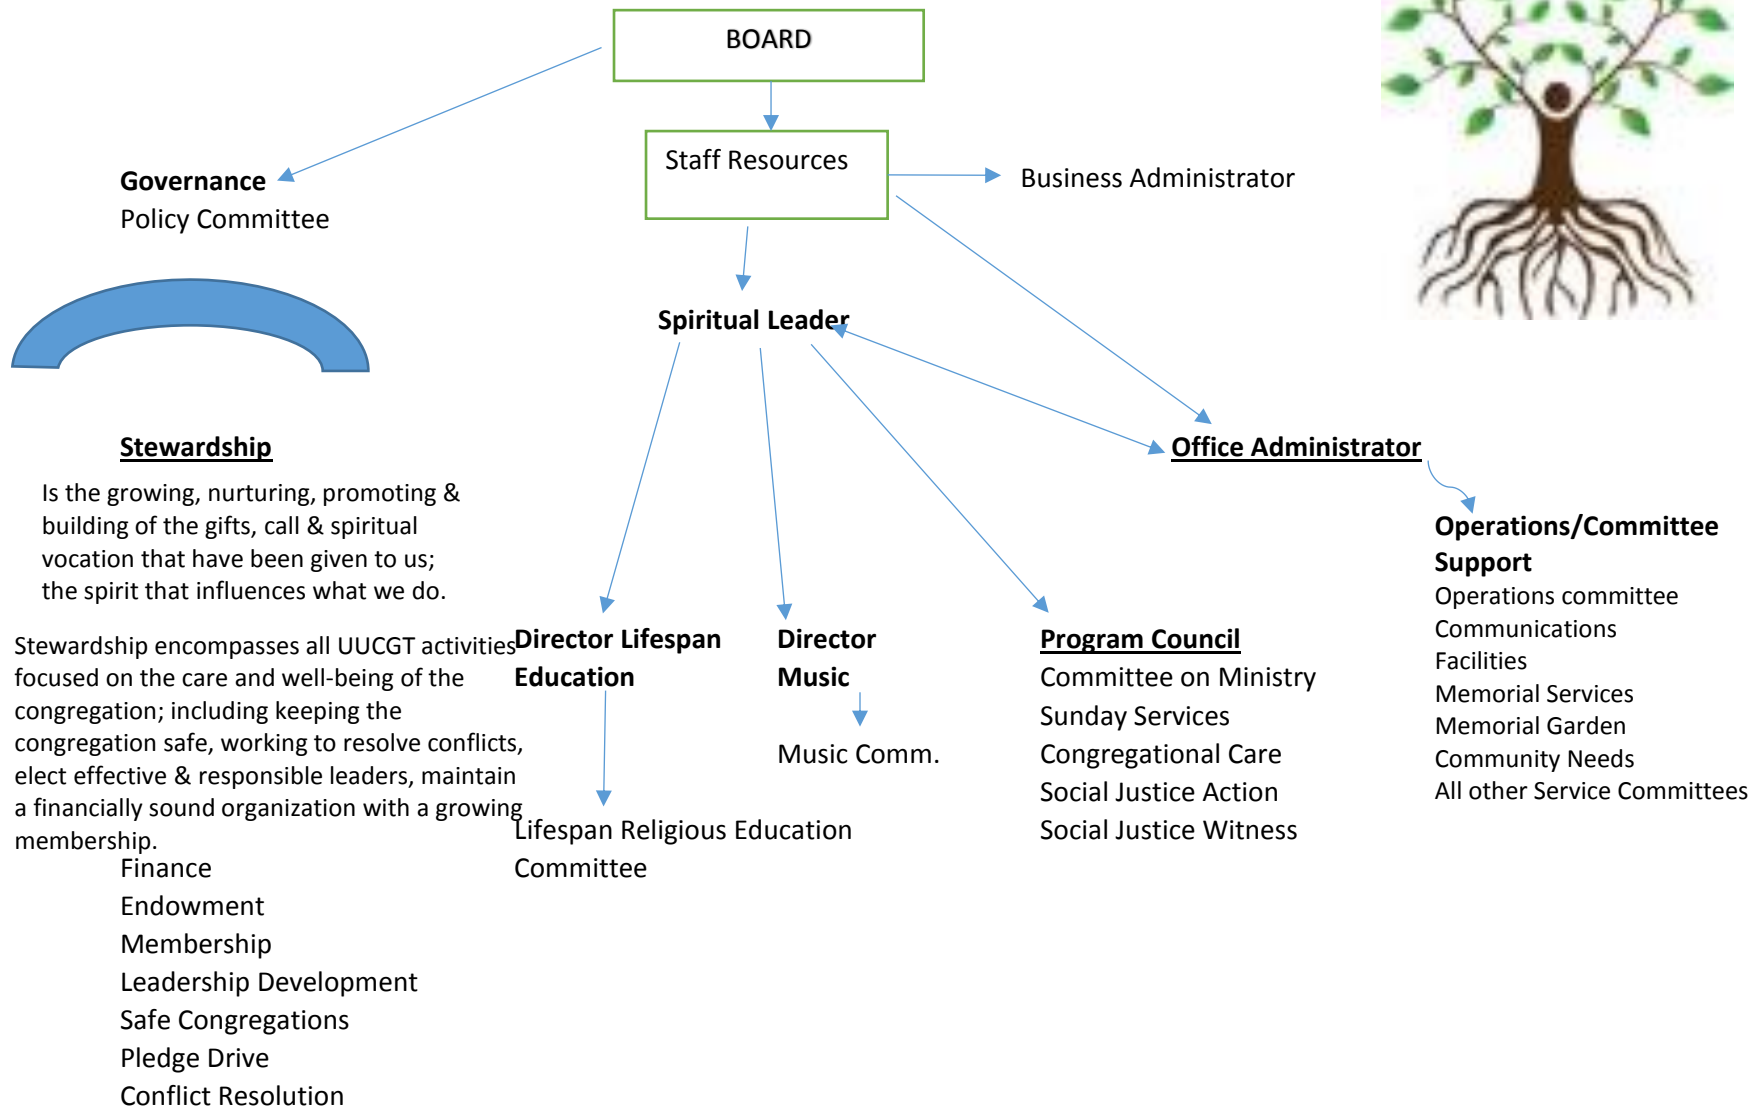 BOARD
Staff Resources
Business Administrator
Governance
Policy Committee
Spiritual Leader
Stewardship
Is the growing, nurturing, promoting &
building of the gifts, call & spiritual
vocation that have been given to us;
the spirit that influences what we do.
Stewardship encompasses all UUCGT activities
focused on the care and well-being of the
congregation; including keeping the
congregation safe, working to resolve conflicts,
elect effective & responsible leaders, maintain
a financially sound organization with a growing
membership.
Finance
Endowment
Membership
Leadership Development
Safe Congregations
Pledge Drive
Conflict Resolution
Director Lifespan
Education
Lifespan Religious Education
Committee
Director
Music
Music Comm.
Program Council
Committee on Ministry
Sunday Services
Congregational Care
Social Justice Action
Social Justice Witness
Office Administrator
Operations/Committee
Support
Operations committee
Communications
Facilities
Memorial Services
Memorial Garden
Community Needs
All other Service Committees